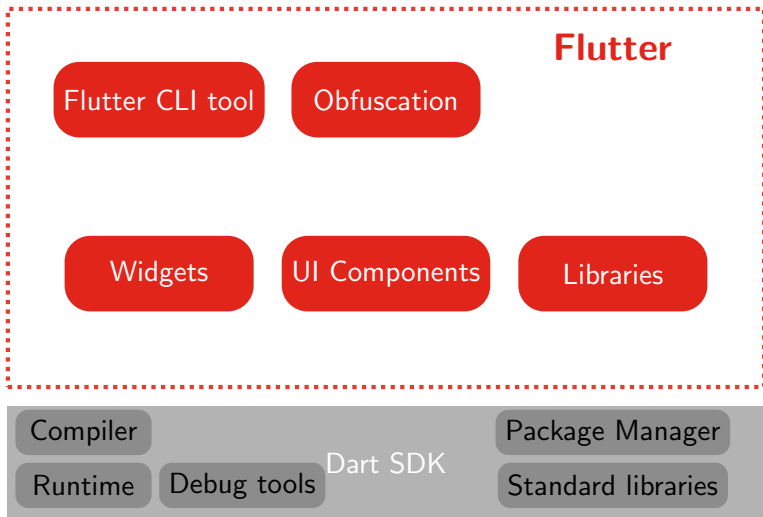 Flutter
Flutter CLI tool
Obfuscation
Widgets
UI Components
Libraries
Compiler
Package Manager
Dart SDK
Runtime
Debug tools
Standard libraries